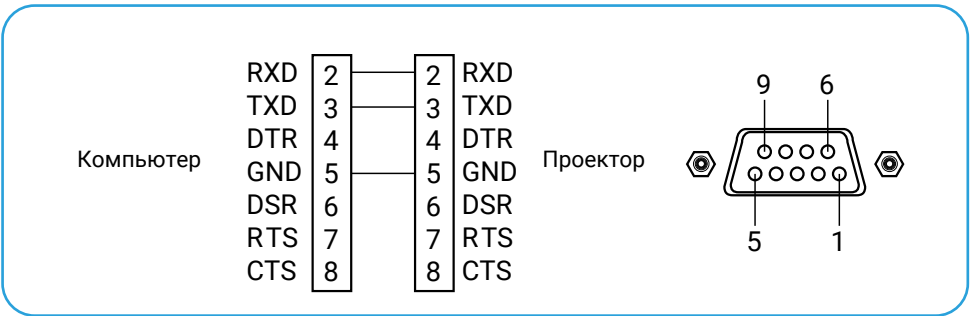 RXD 2 2 RXD
TXD 3 3 TXD
DTR 4 4 DTR
GND 5 5 GND
DSR 6 6 DSR
RTS 7 7 RTS
CTS 8 8 CTS
Компьютер
Проектор
9 6
5 1